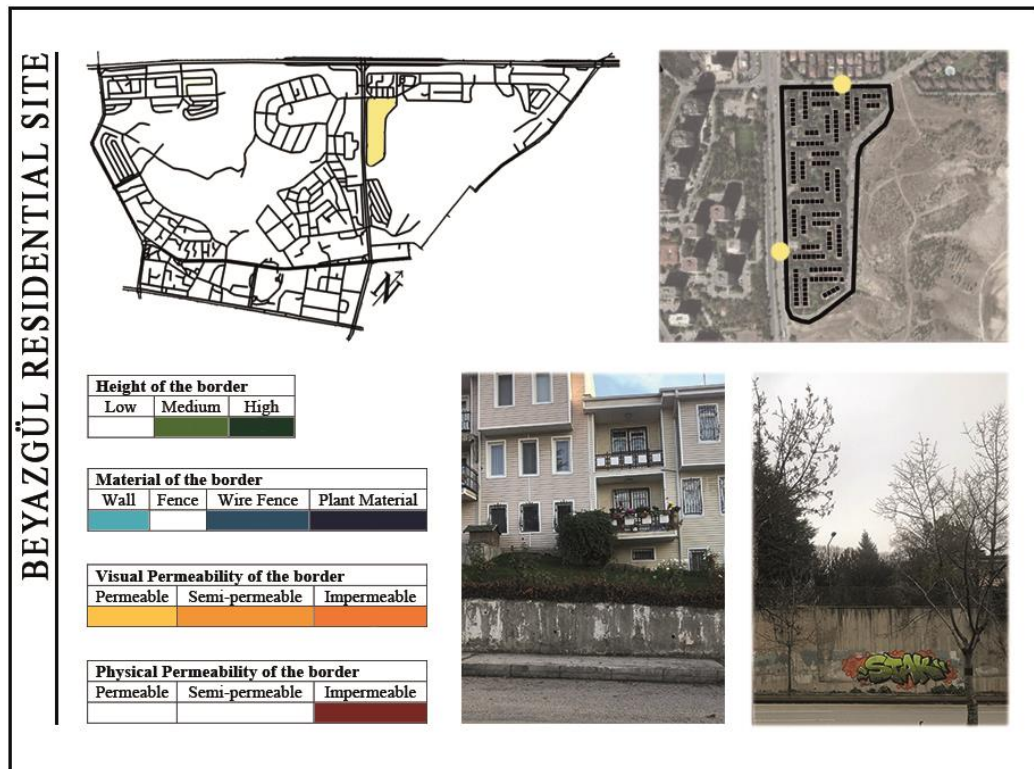 BEYAZGÜL RESIDENTIAL SITE
N
Height of the border
Low Medium High
Material of the border
Wall Fence Wire Fence Plant Material
Visual Permeability of the border
Permeable Semi-permeable Impermeable
Physical Permeability of the border
Permeable Semi-permeable Impermeable